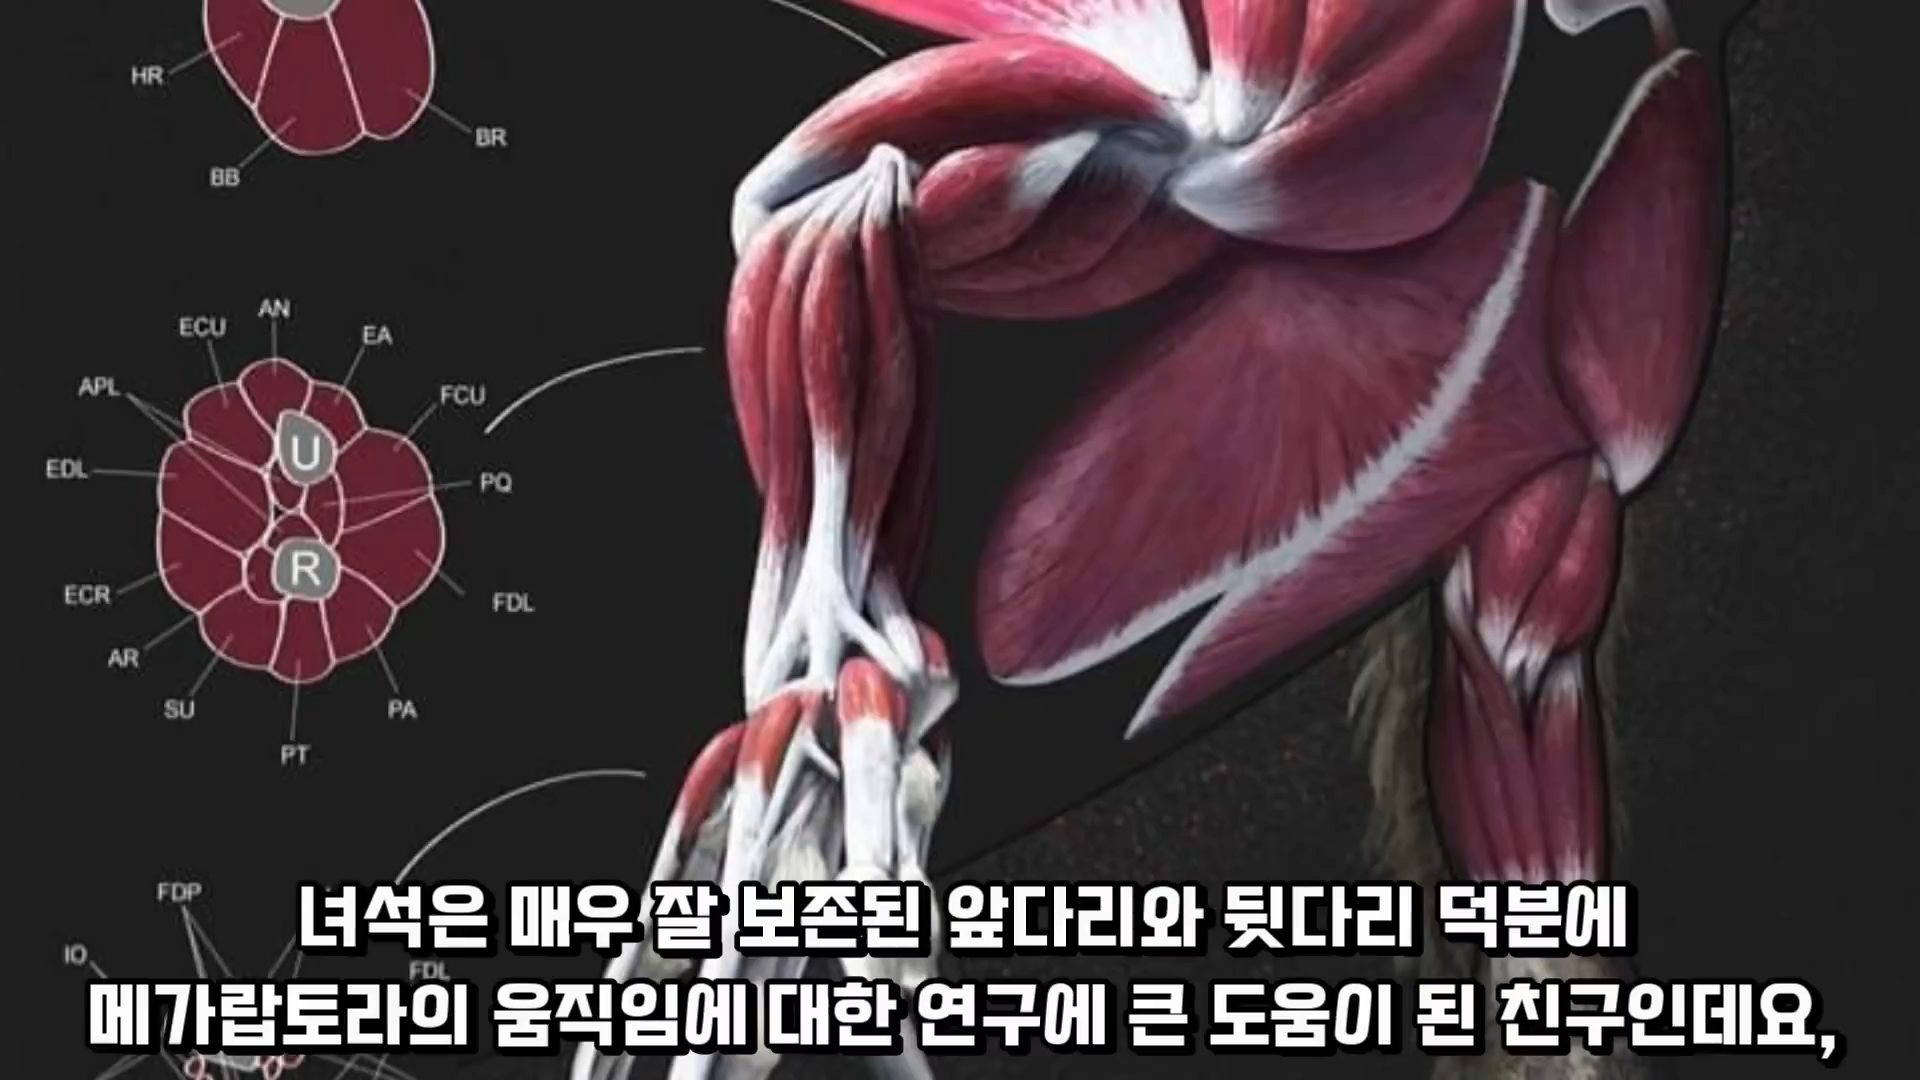 HR
BR
BB
AN
ECU
EA
APL
FCU
U
EDL
PQ
R
ECR
FDL
AR
SU
PA
PT
FDP
IO
FDL
녀석은 매우 잘 보존된 앞다리와 뒷다리 덕분에
메가랍토라의 움직임에 대한 연구에 큰 도움이 된 친구인데요,